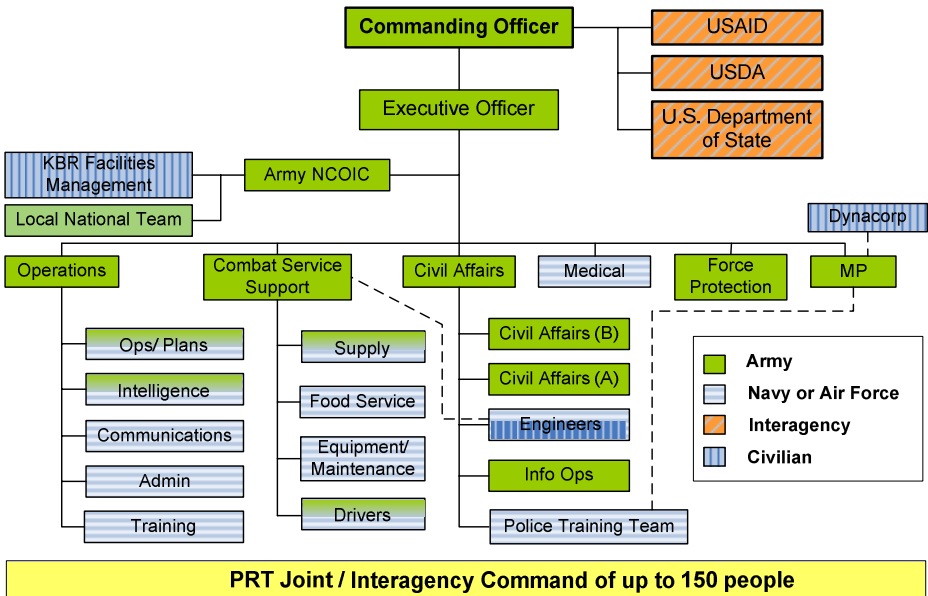 Commanding Officer
USAID
USDA
U.S. Department
of State
Executive Officer
KBR Facilities
Management
Army NCOIC
Local National Team
Dynacorp
Operations
Combat Service
Support
Civil Affairs
Medical
Force
Protection
MP
Ops/ Plans
Intelligence
Communications
Admin
Training
Supply
Food Service
Equipment/
Maintenance
Drivers
Civil Affairs (B)
Civil Affairs (A)
Engineers
Info Ops
Police Training Team
Army
Navy or Air Force
Interagency
Civilian
PRT Joint / Interagency Command of up to 150 people